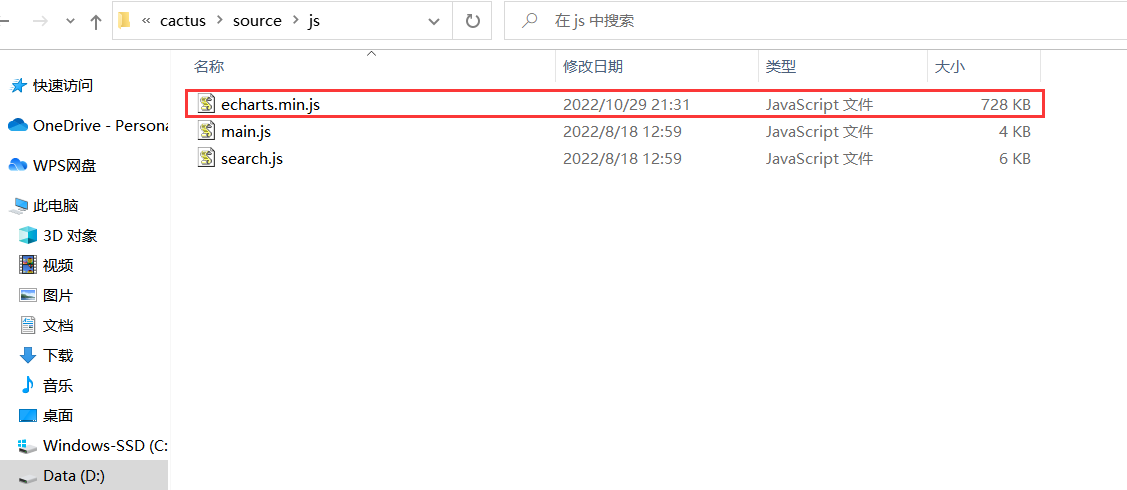 « cactus > source > js
在 js 中搜索
名称 修改日期 类型 大小
echarts.min.js 2022/10/29 21:31 JavaScript 文件 728 KB
main.js 2022/8/18 12:59 JavaScript 文件 4 KB
search.js 2022/8/18 12:59 JavaScript 文件 6 KB
快速访问
OneDrive - Persona
WPS网盘
此电脑
3D 对象
视频
图片
文档
下载
音乐
桌面
Windows-SSD (C:
Data (D:)